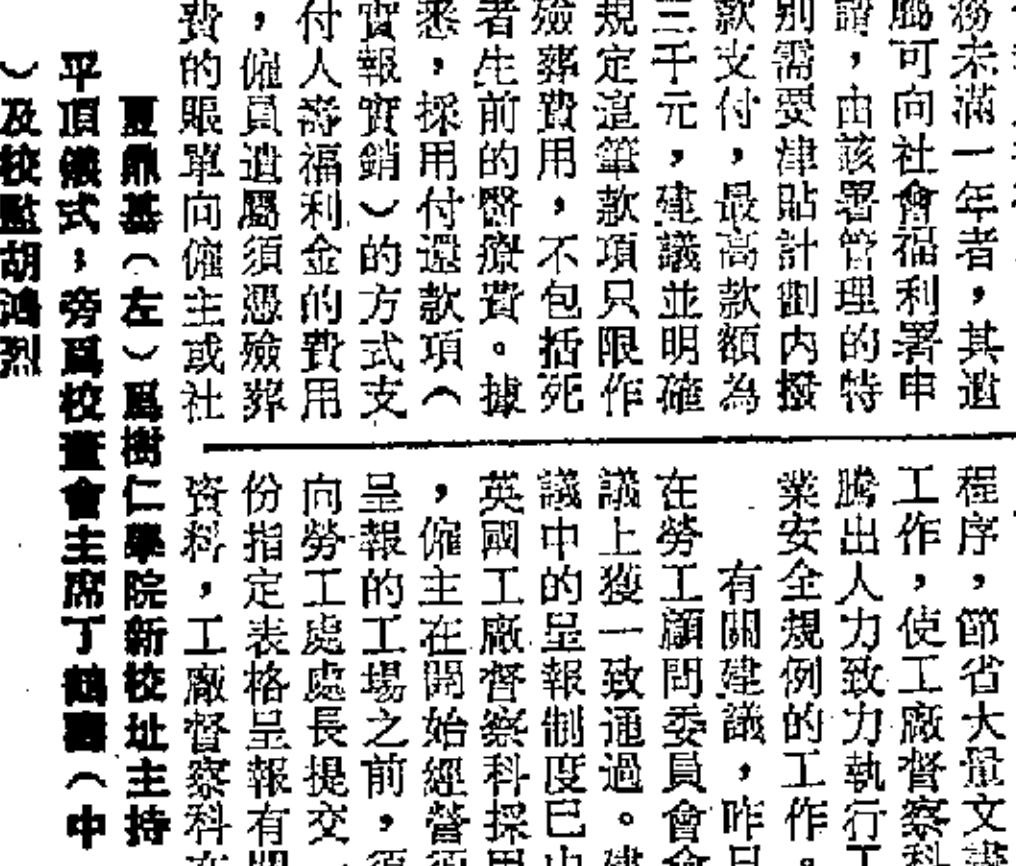 務未滿一年者，其遺
屬可向社會福利署申
請，由該署管理的特
別需要津貼計劃內撥
款支付，最高款額為
三千元，建議並明確
規定這筆款項只限作
殮葬費用，不包括死
者生前的醫療費。據
悉，採用付還款項（
實報實銷）的方式支
付人壽福利金的費用
，僱員遺屬須憑殮葬
費的賬單向僱主或社
程序，節省大量文書
工作，使工廠督察科
騰出人力致力執行工
業安全規例的工作。
有關建議，昨日
在勞工顧問委員會會
議上獲一致通過。建
議中的呈報制度已由
英國工廠督察科採用
，僱主在開始經營須
呈報的工場之前，須
向勞工處處長提交一
份指定表格呈報有關
資料，工廠督察科在
夏鼎基（左）爲樹仁學院新校址主持
平頂儀式，旁爲校董會主席丁鶴壽（中
）及校監胡鴻烈